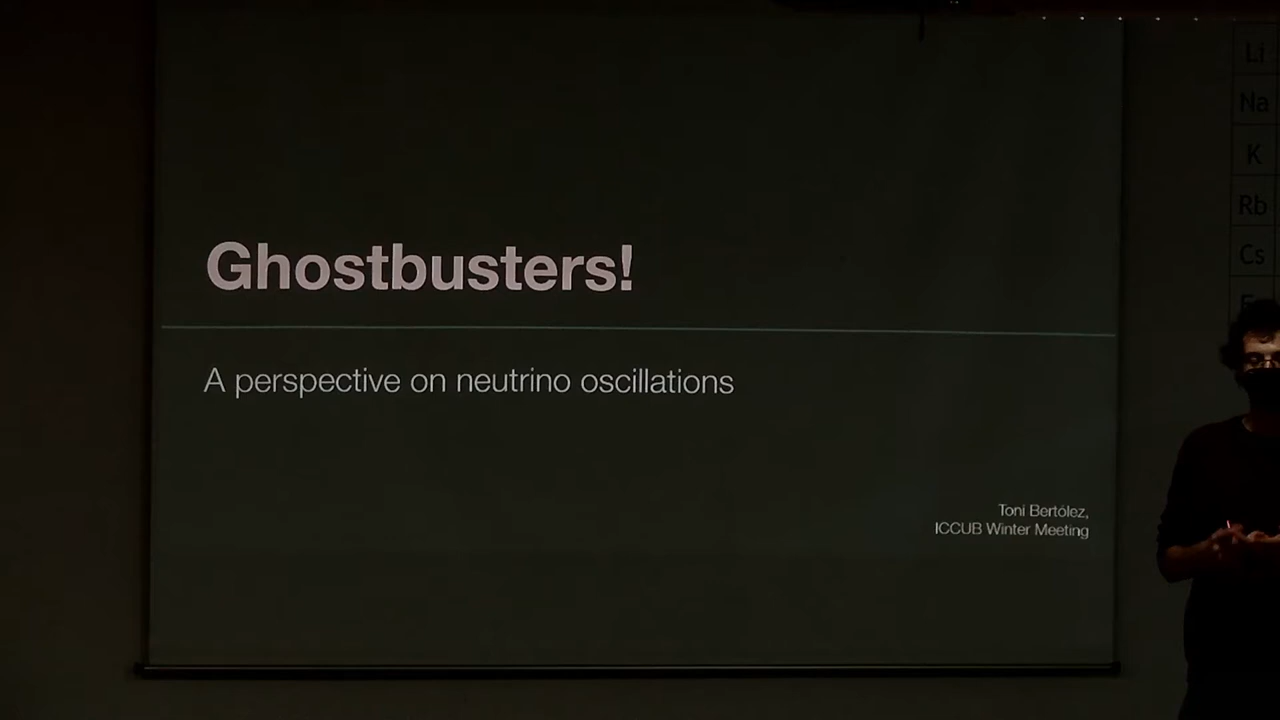 Ghostbusters!
A perspective on neutrino oscillations
Toni Bertólez,
ICCUB Winter Meeting
Li
Na
K
Rb
Cs